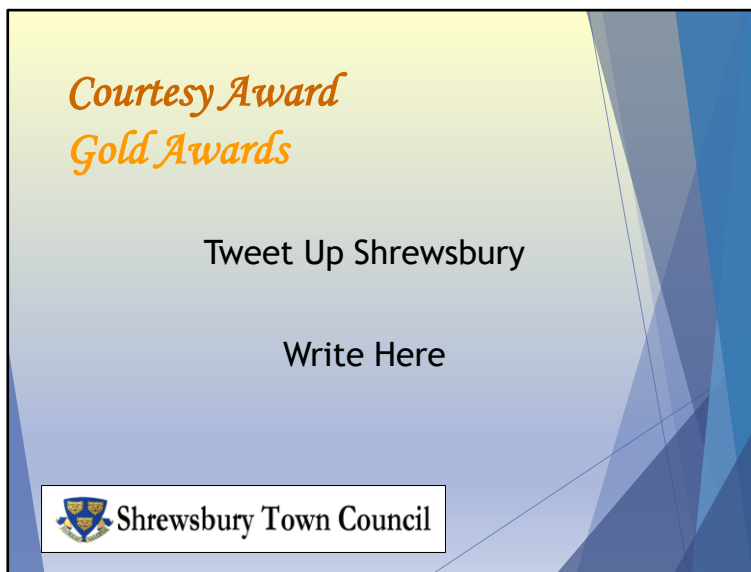 Courtesy Award
Gold Awards
Tweet Up Shrewsbury
Write Here
Shrewsbury Town Council